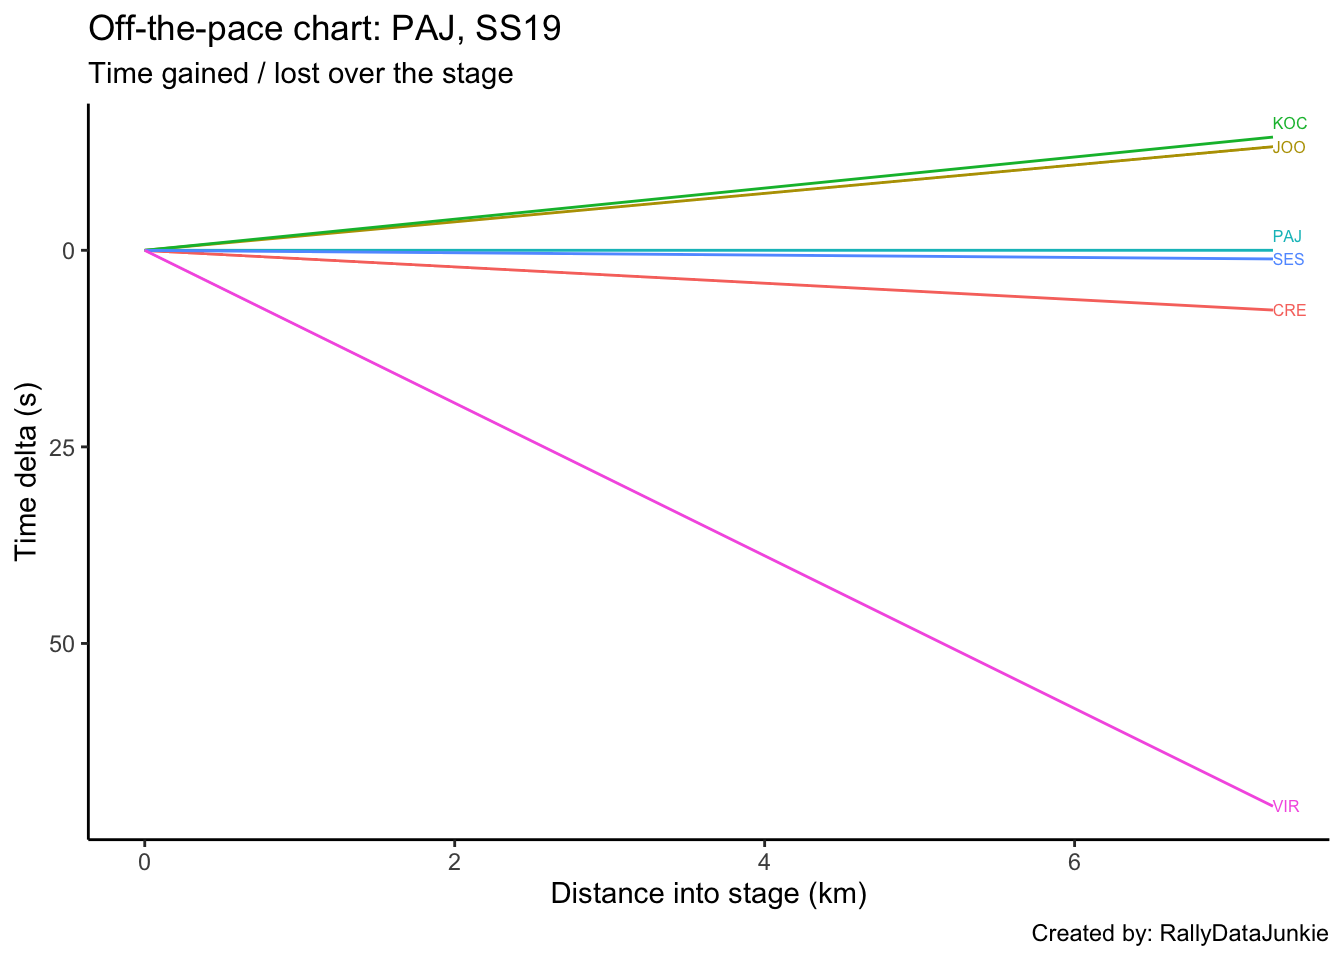 Off-the-pace chart: PAJ, SS19
Time gained / lost over the stage
KOC
JOO
PAJ
SES
CRE
VIR
0
25
50
Time delta (s)
0 2 4 6
Distance into stage (km)
Created by: RallyDataJunkie